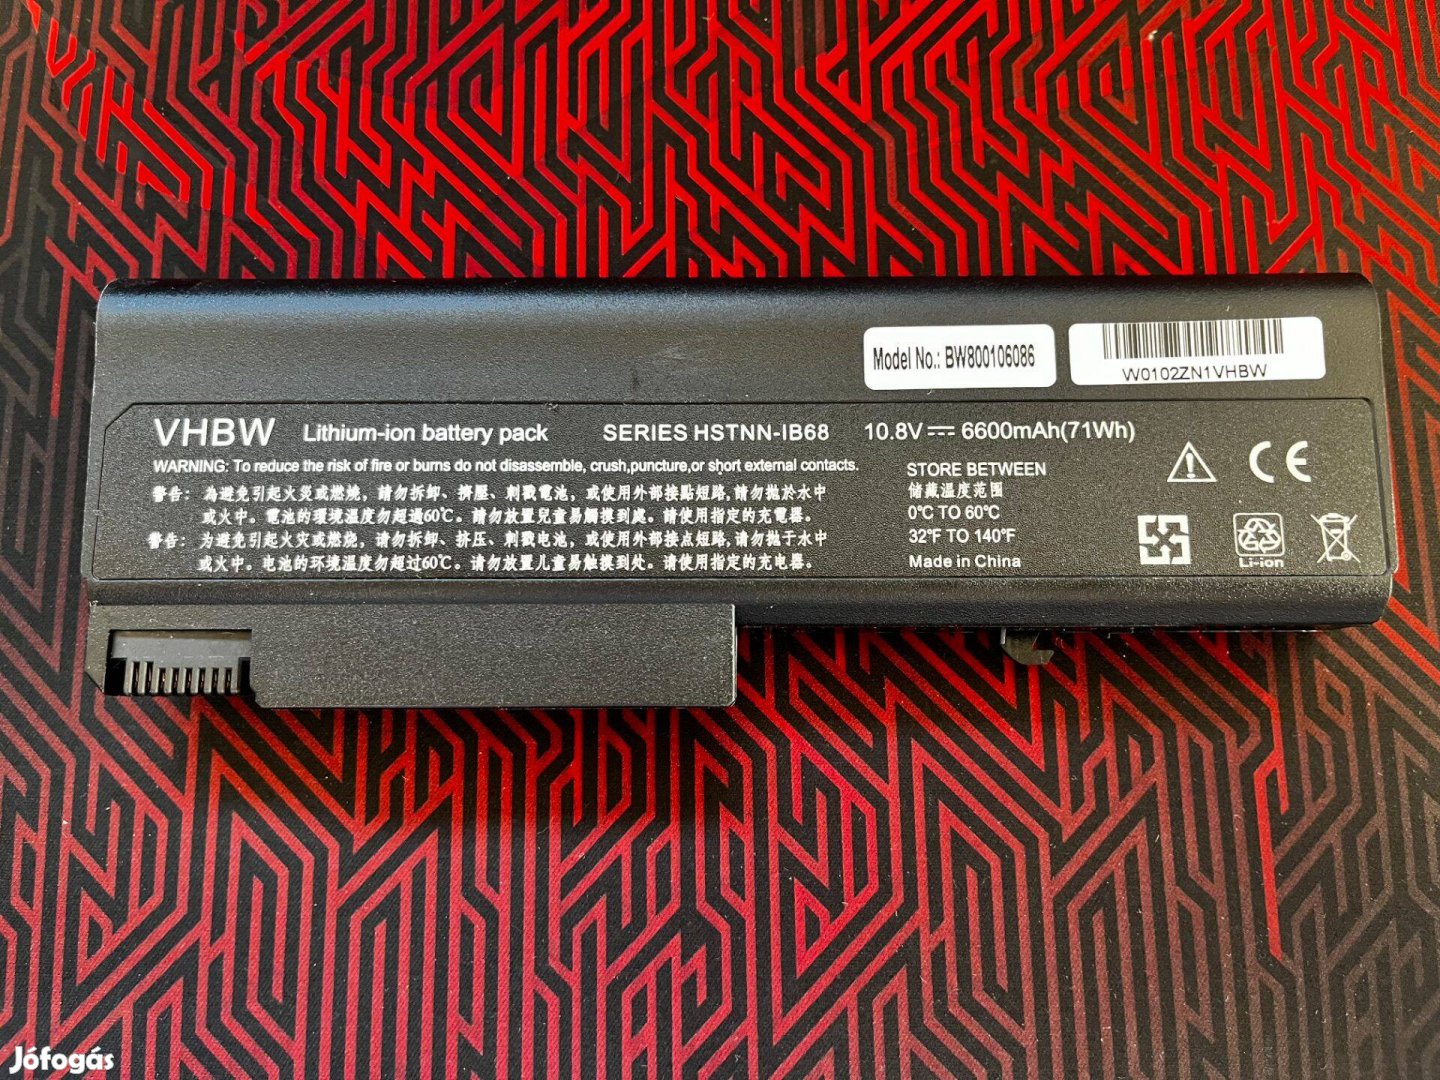 Model No.: BW800106086
W0102ZN1VHBW
VHBW Lithium-ion battery pack SERIES HSTNN-IB68 10.8V 6600mAh(71Wh)
WARNING: To reduce the risk of fire or burns do not disassemble, crush,puncture,or short external contacts.
警告：為避免引起火災或燃燒，請勿拆卸、擠壓、刺戳電池，或使用外部接點短路,請勿拋於水中
或火中。電池的環境溫度勿超過60℃。請勿放置兒童易觸摸到處。請使用指定的充電器。
警告：为避免引起火灾或燃烧，请勿拆卸、挤压、刺戳电池，或使用外部接点短路,请勿抛于水中
或火中。电池的环境温度勿超过60℃。请勿放置儿童易触摸到处。请使用指定的充电器。
STORE BETWEEN
储藏温度范围
0℃ TO 60℃
32°F TO 140°F
Made in China
CE
Li-ion
Jófogás